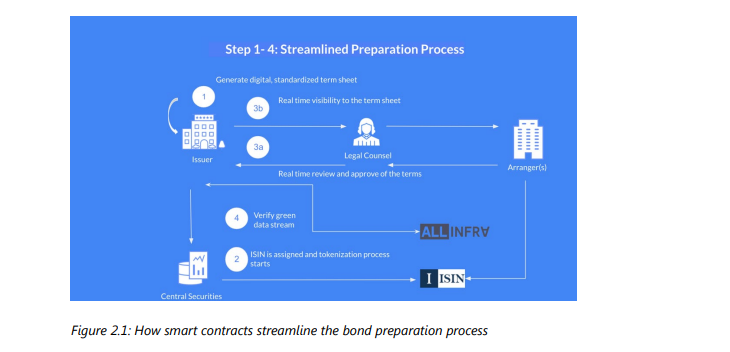 Step 1- 4: Streamlined Preparation Process
Generate digital, standardized term sheet
1
3b
Real time visibility to the term sheet
3a
Issuer
Legal Counsel
Arranger(s)
Real time review and approve of the terms
4
Verify green
data stream
ALLINFRA
2
ISIN is assigned and tokenization process
starts
I ISIN
Central Securities
Figure 2.1: How smart contracts streamline the bond preparation process